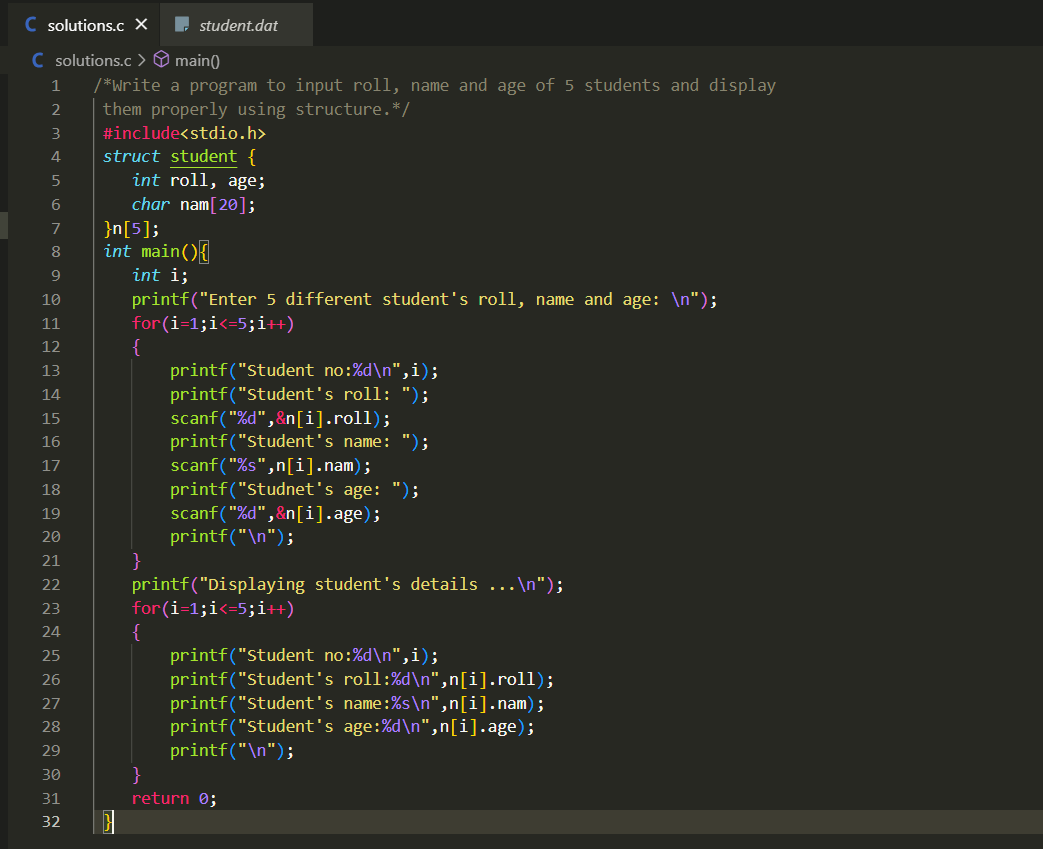 C solutions.c × student.dat
C solutions.c > main()
1 /*Write a program to input roll, name and age of 5 students and display
2 them properly using structure.*/
3 #include<stdio.h>
4 struct student {
5 int roll, age;
6 char nam[20];
7 }n[5];
8 int main(){
9 int i;
10 printf("Enter 5 different student's roll, name and age: \n");
11 for(i=1;i<=5;i++)
12 {
13 printf("Student no:%d\n",i);
14 printf("Student's roll: ");
15 scanf("%d",&n[i].roll);
16 printf("Student's name: ");
17 scanf("%s",n[i].nam);
18 printf("Studnet's age: ");
19 scanf("%d",&n[i].age);
20 printf("\n");
21 }
22 printf("Displaying student's details ...\n");
23 for(i=1;i<=5;i++)
24 {
25 printf("Student no:%d\n",i);
26 printf("Student's roll:%d\n",n[i].roll);
27 printf("Student's name:%s\n",n[i].nam);
28 printf("Student's age:%d\n",n[i].age);
29 printf("\n");
30 }
31 return 0;
32 }